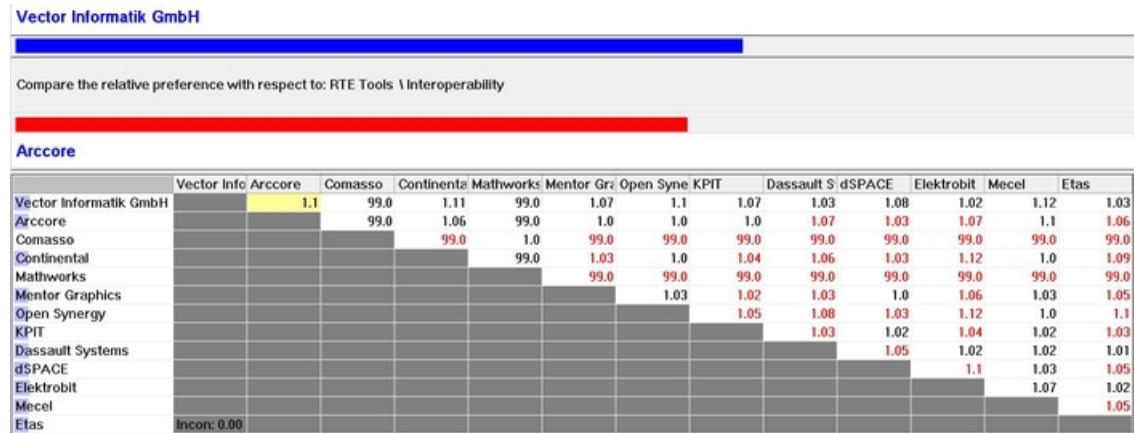 Vector Informatik GmbH
Compare the relative preference with respect to: RTE Tools \ Interoperability
Arccore
Vector Info Arccore Comasso Continenta Mathworks Mentor Gra Open Syne KPIT Dassault S dSPACE Elektrobit Mecel Etas
Vector Informatik GmbH 1.1 99.0 1.11 99.0 1.07 1.1 1.07 1.03 1.08 1.02 1.12 1.03
Arccore 99.0 1.06 99.0 1.0 1.0 1.0 1.07 1.03 1.07 1.1 1.06
Comasso 99.0 1.0 99.0 99.0 99.0 99.0 99.0 99.0 99.0 99.0
Continental 99.0 1.03 1.0 1.04 1.06 1.03 1.12 1.0 1.09
Mathworks 99.0 99.0 99.0 99.0 99.0 99.0 99.0 99.0
Mentor Graphics 1.03 1.02 1.03 1.0 1.06 1.03 1.05
Open Synergy 1.05 1.08 1.03 1.12 1.0 1.1
KPIT 1.03 1.02 1.04 1.02 1.03
Dassault Systems 1.05 1.02 1.02 1.01
dSPACE 1.1 1.03 1.05
Elektrobit 1.07 1.02
Mecel 1.05
Etas Incon: 0.00